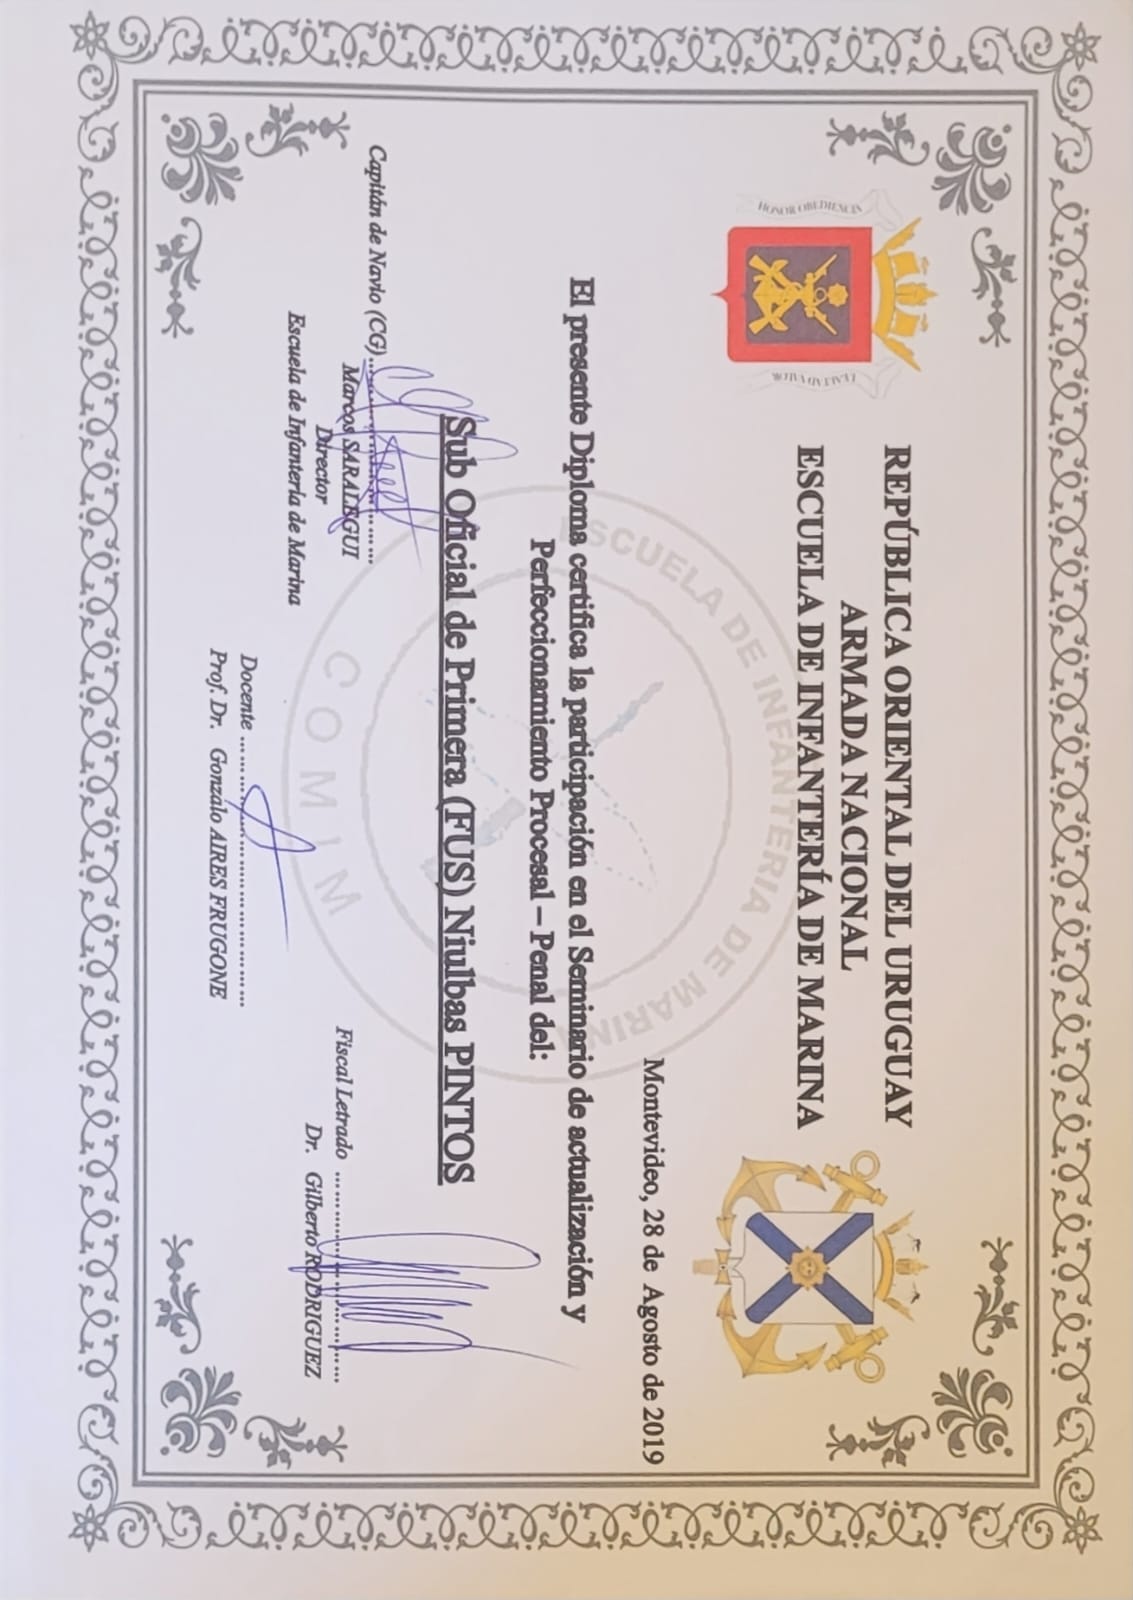 REPÚBLICA ORIENTAL DEL URUGUAY
ARMADA NACIONAL
ESCUELA DE INFANTERÍA DE MARINA
HONOR OBEDIENCIA
ESCUELA DE INFANTERIA DE MARINA
Montevideo, 28 de Agosto de 2019
El presente Diploma certifica la participación en el Seminario de actualización y
Perfeccionamiento Procesal – Penal del:
Sub Oficial de Primera (FUS) Niulbas PINTOS
Capitán de Navio (CG)................................
Marcos SARALEGUI
Director
Escuela de Infantería de Marina
COMIM
Fiscal Letrado ................................
Dr. Gilberto RODRIGUEZ
Docente ..........................................
Prof. Dr. Gonzalo AIRES FRUGONE